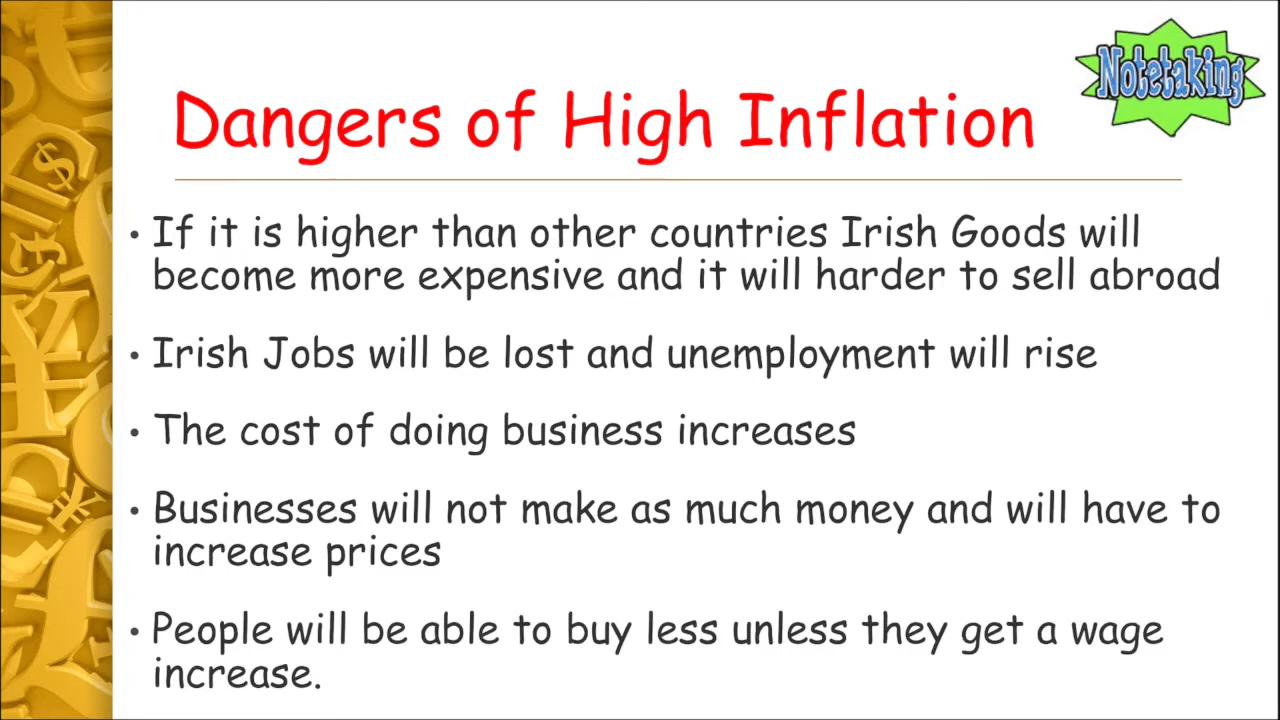 Notetaking
Dangers of High Inflation
• If it is higher than other countries Irish Goods will
become more expensive and it will harder to sell abroad
• Irish Jobs will be lost and unemployment will rise
• The cost of doing business increases
• Businesses will not make as much money and will have to
increase prices
• People will be able to buy less unless they get a wage
increase.